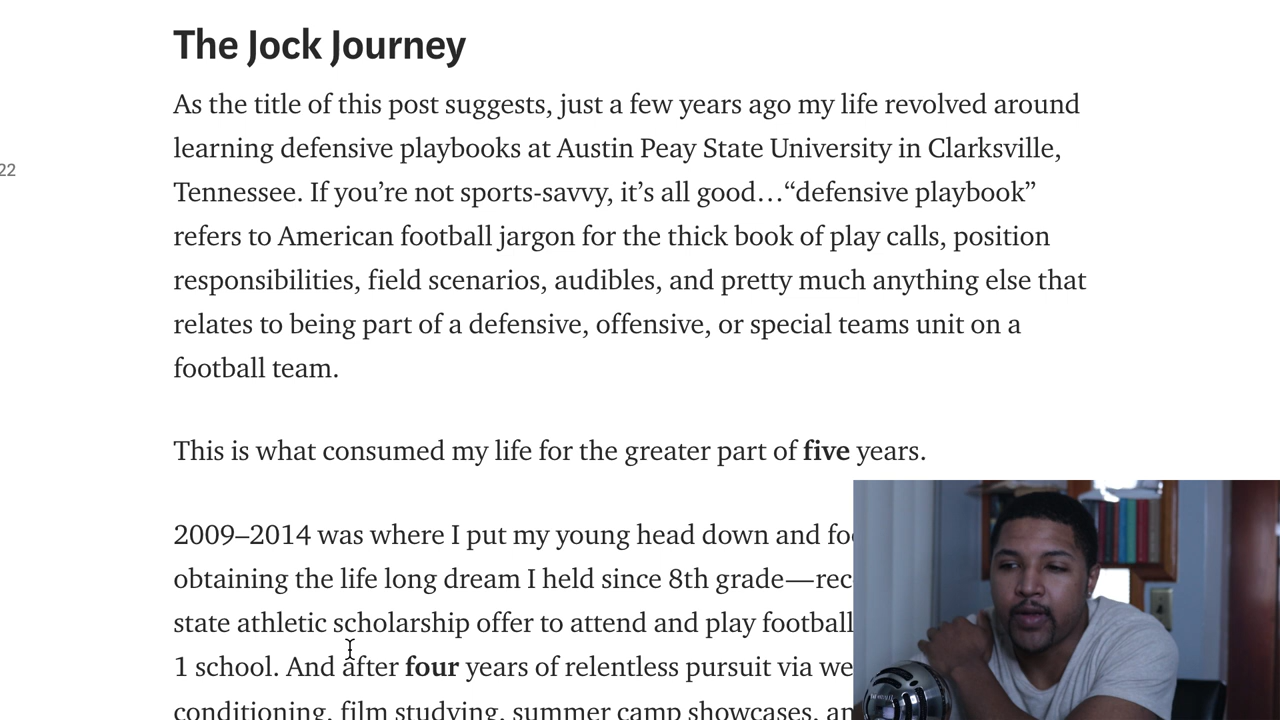 The Jock Journey
As the title of this post suggests, just a few years ago my life revolved around
learning defensive playbooks at Austin Peay State University in Clarksville,
22
Tennessee. If you’re not sports-savvy, it’s all good…“defensive playbook”
refers to American football jargon for the thick book of play calls, position
responsibilities, field scenarios, audibles, and pretty much anything else that
relates to being part of a defensive, offensive, or special teams unit on a
football team.
This is what consumed my life for the greater part of five years.
2009–2014 was where I put my young head down and
obtaining the life long dream I held since 8th grade—
state athletic scholarship offer to attend and play football
1 school. And after four years of relentless pursuit via
conditioning, film studying, summer camp showcases,